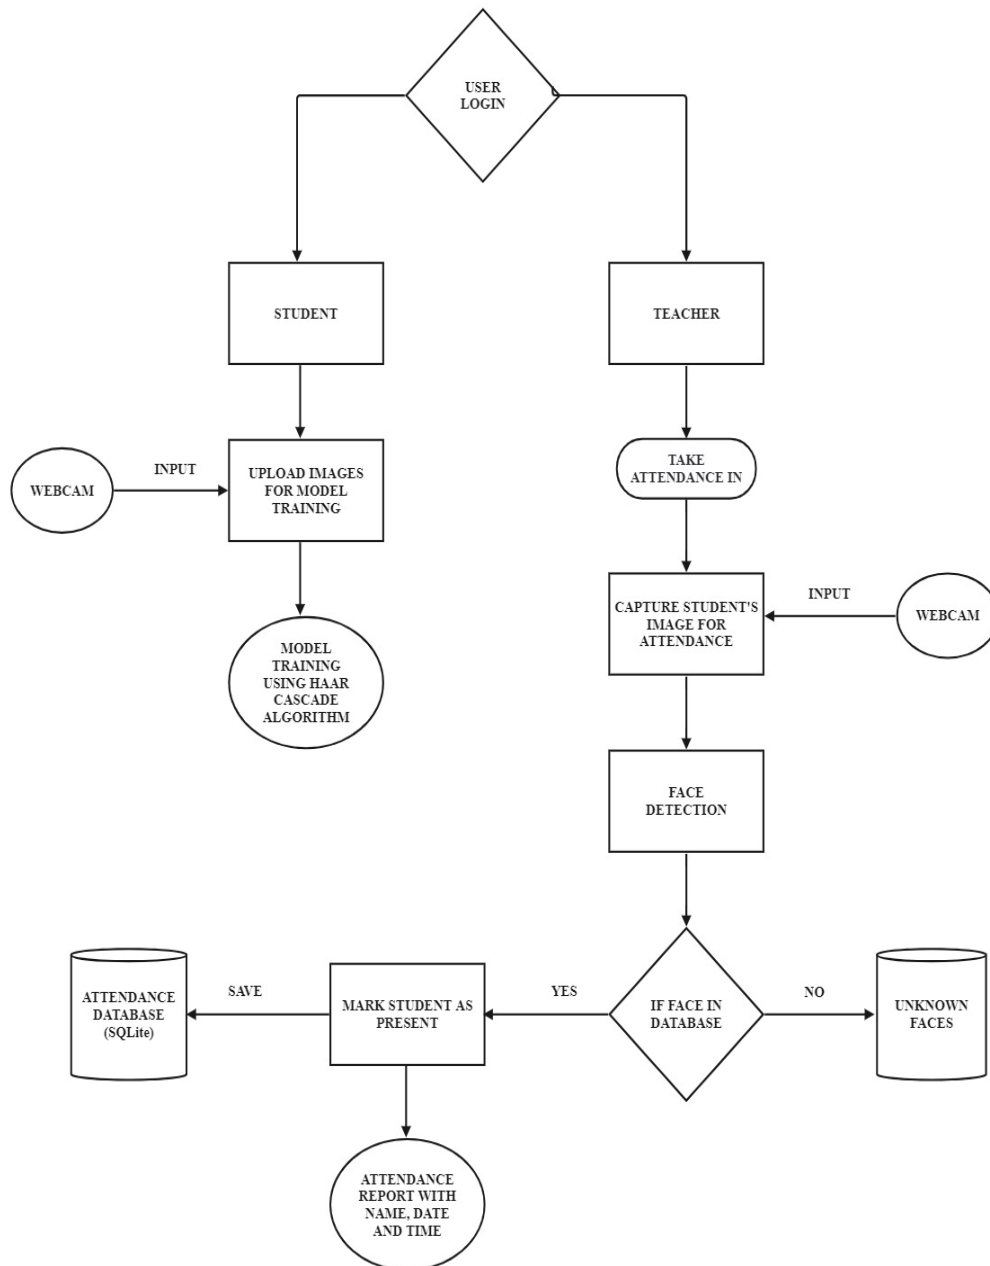 USER
LOGIN
STUDENT
TEACHER
WEBCAM
INPUT
UPLOAD IMAGES
FOR MODEL
TRAINING
TAKE
ATTENDANCE IN
CAPTURE STUDENT'S
IMAGE FOR
ATTENDANCE
INPUT
WEBCAM
MODEL
TRAINING
USING HAAR
CASCADE
ALGORITHM
FACE
DETECTION
ATTENDANCE
DATABASE
(SQLite)
SAVE
MARK STUDENT AS
PRESENT
YES
IF FACE IN
DATABASE
NO
UNKNOWN
FACES
ATTENDANCE
REPORT WITH
NAME, DATE
AND TIME